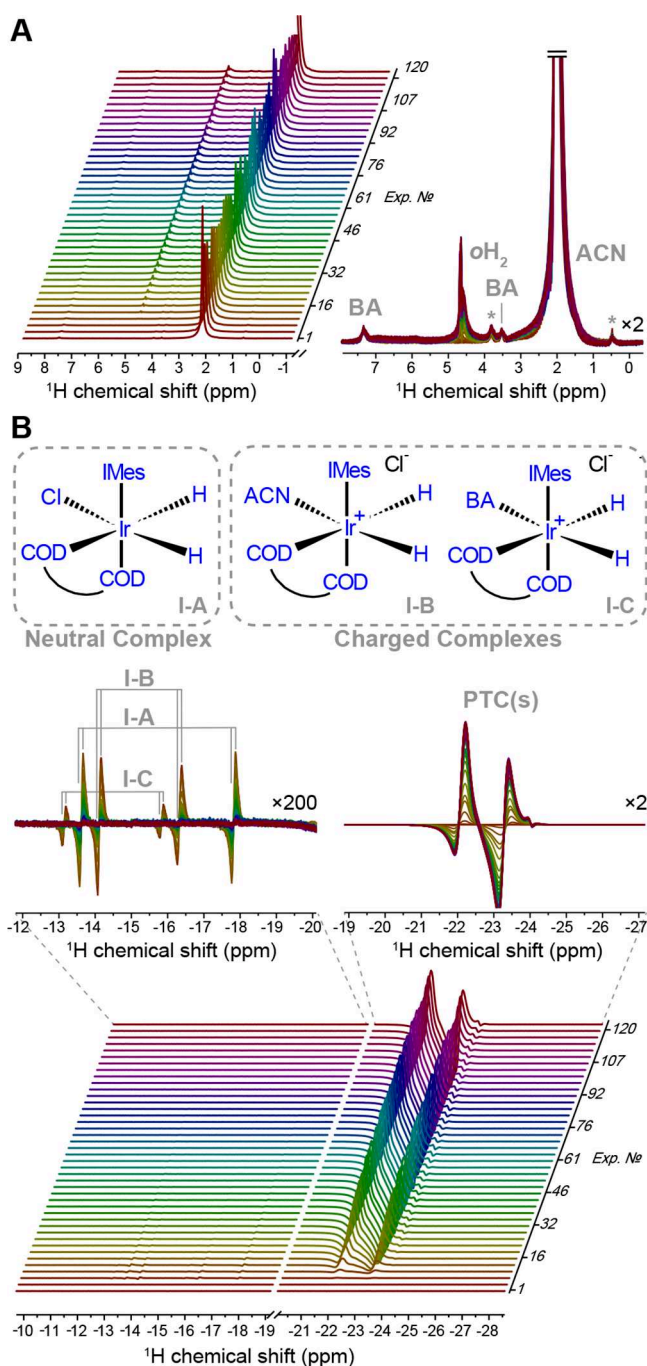 A
120
107
92
76
61
Exp. №
46
32
16
1
9 8 7 6 5 4 3 2 1 0 -1
¹H chemical shift (ppm)
BA
oH₂
BA
ACN
*
*
×2
7 6 5 4 3 2 1 0
¹H chemical shift (ppm)
B
IMes
Cl
H
Ir
H
COD
COD
I-A
Neutral Complex
IMes
Cl⁻
ACN
H
Ir⁺
H
COD
COD
I-B
IMes
Cl⁻
BA
H
Ir⁺
H
COD
COD
I-C
Charged Complexes
I-B
I-A
I-C
×200
-12 -13 -14 -15 -16 -17 -18 -19 -20
¹H chemical shift (ppm)
PTC(s)
×2
-19 -20 -21 -22 -23 -24 -25 -26 -27
¹H chemical shift (ppm)
120
107
92
76
61
Exp. №
46
32
16
1
-10 -11 -12 -13 -14 -15 -16 -17 -18 -19 -21 -22 -23 -24 -25 -26 -27 -28
¹H chemical shift (ppm)